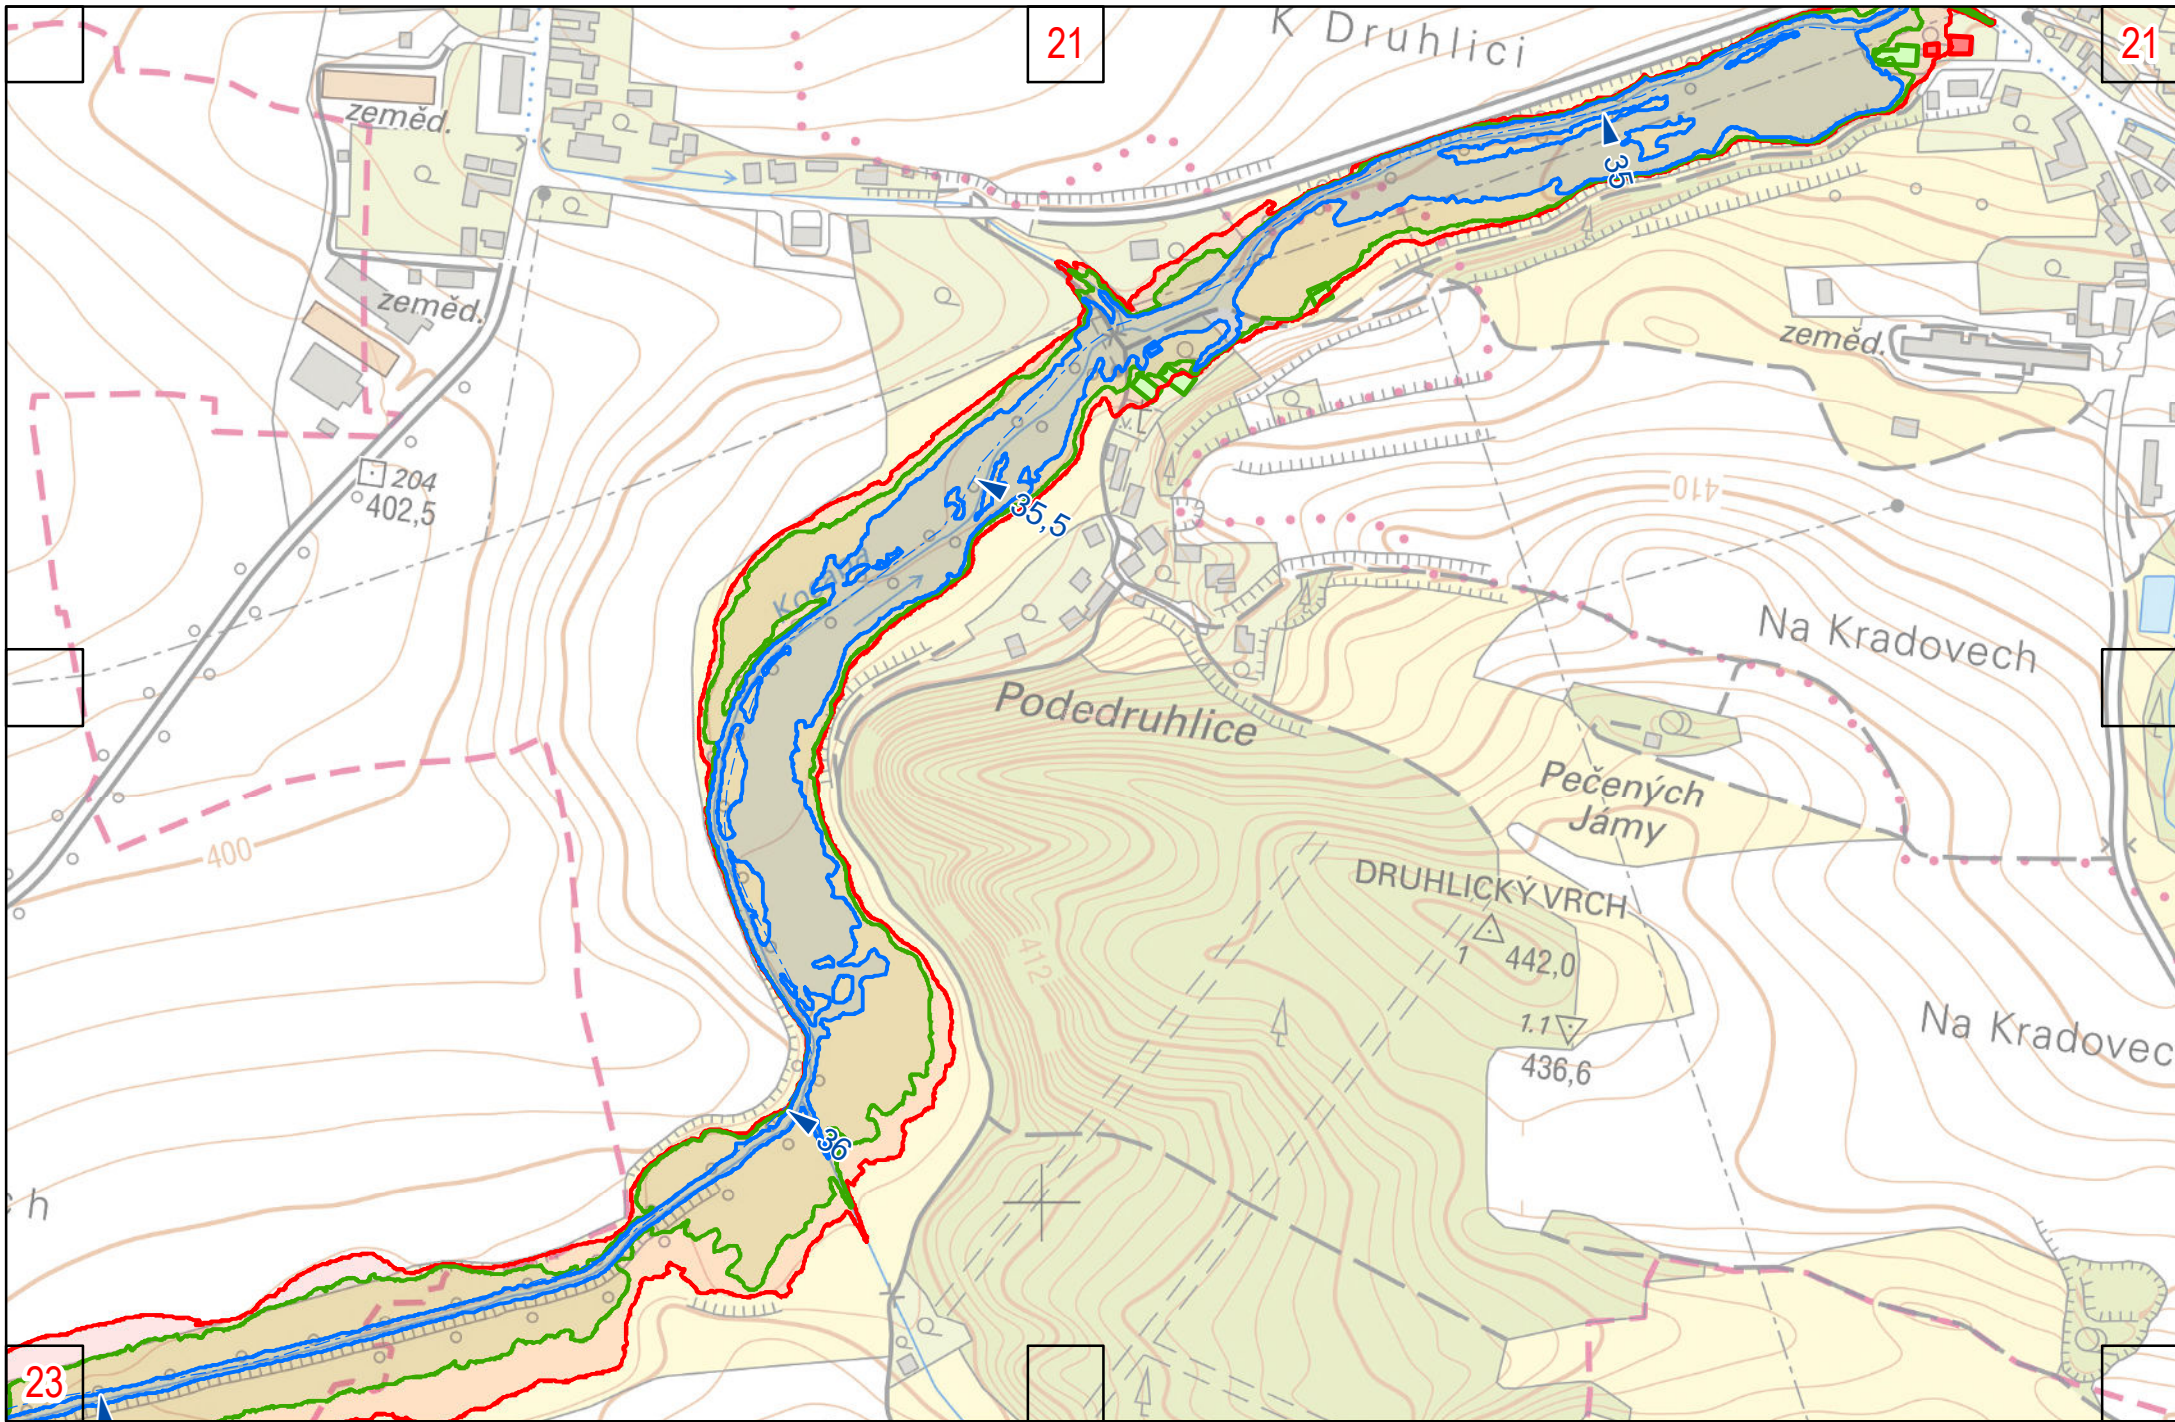 21
21
K Druhlici
zeměd.
35
zeměd.
zeměd.
204
402,5
410
35,5
Na Kradovech
Podedruhlice
Pečených
Jámy
400
DRUHLICKÝ VRCH
1
442,0
412
1.1
436,6
Na Kradovec
36
h
23